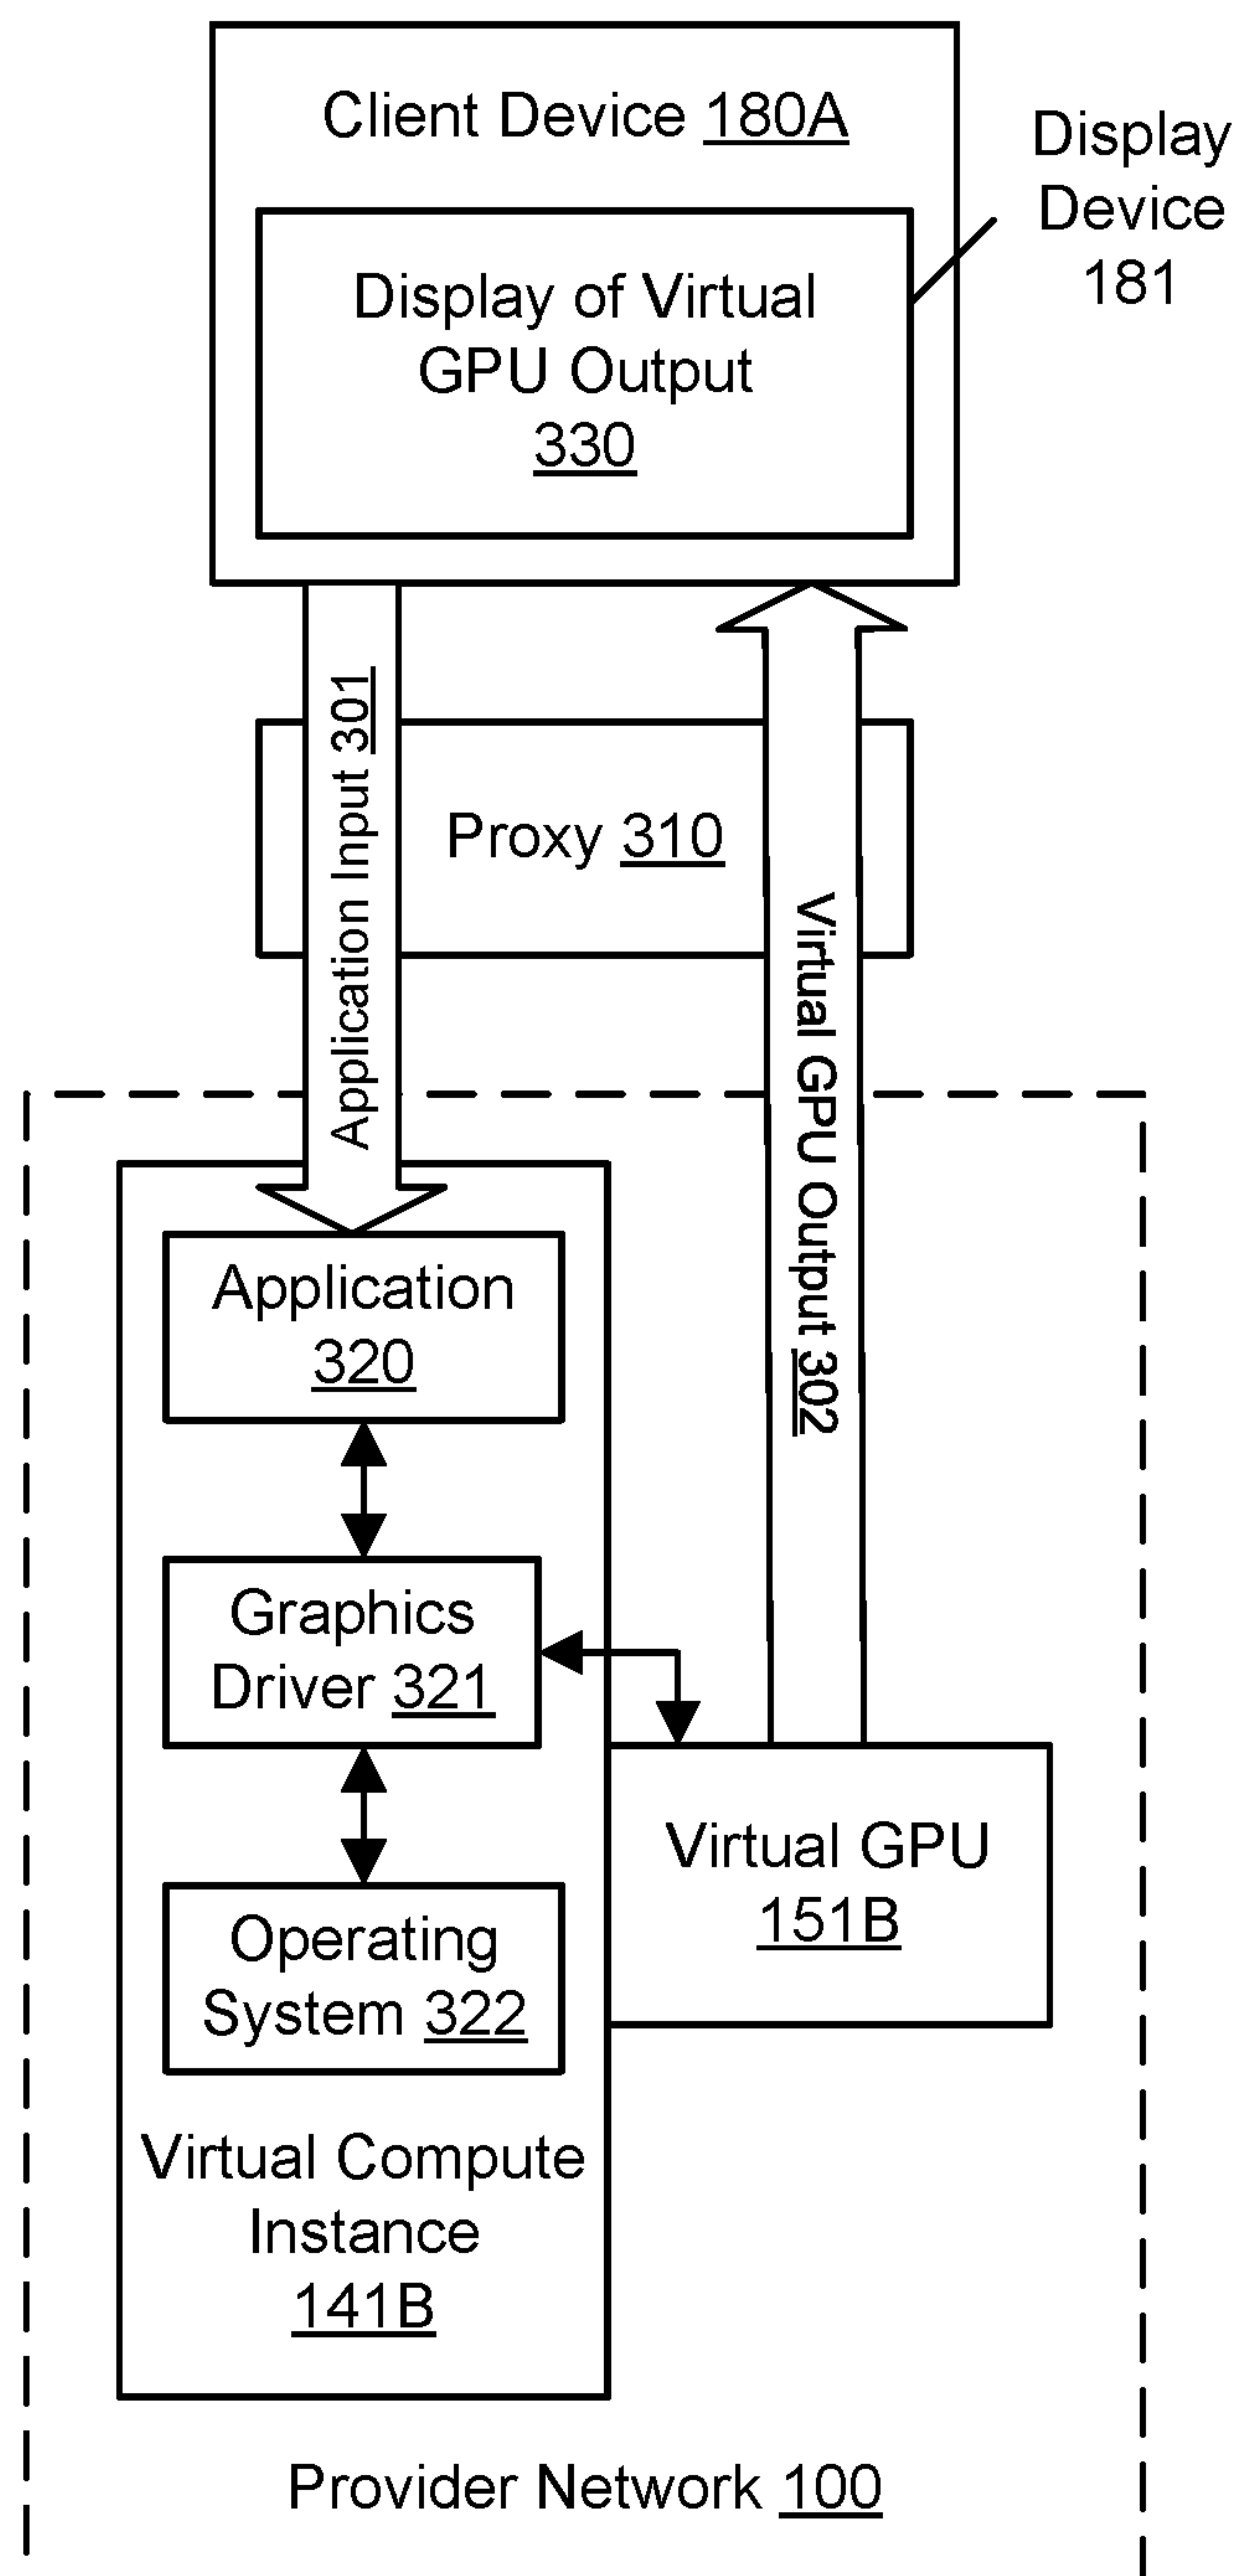 Client Device 180A
Display
Device
181
Display of Virtual
GPU Output
330
Application Input 301
Proxy 310
Virtual GPU Output 302
Application
320
Graphics
Driver 321
Virtual GPU
151B
Operating
System 322
Virtual Compute
Instance
141B
Provider Network 100